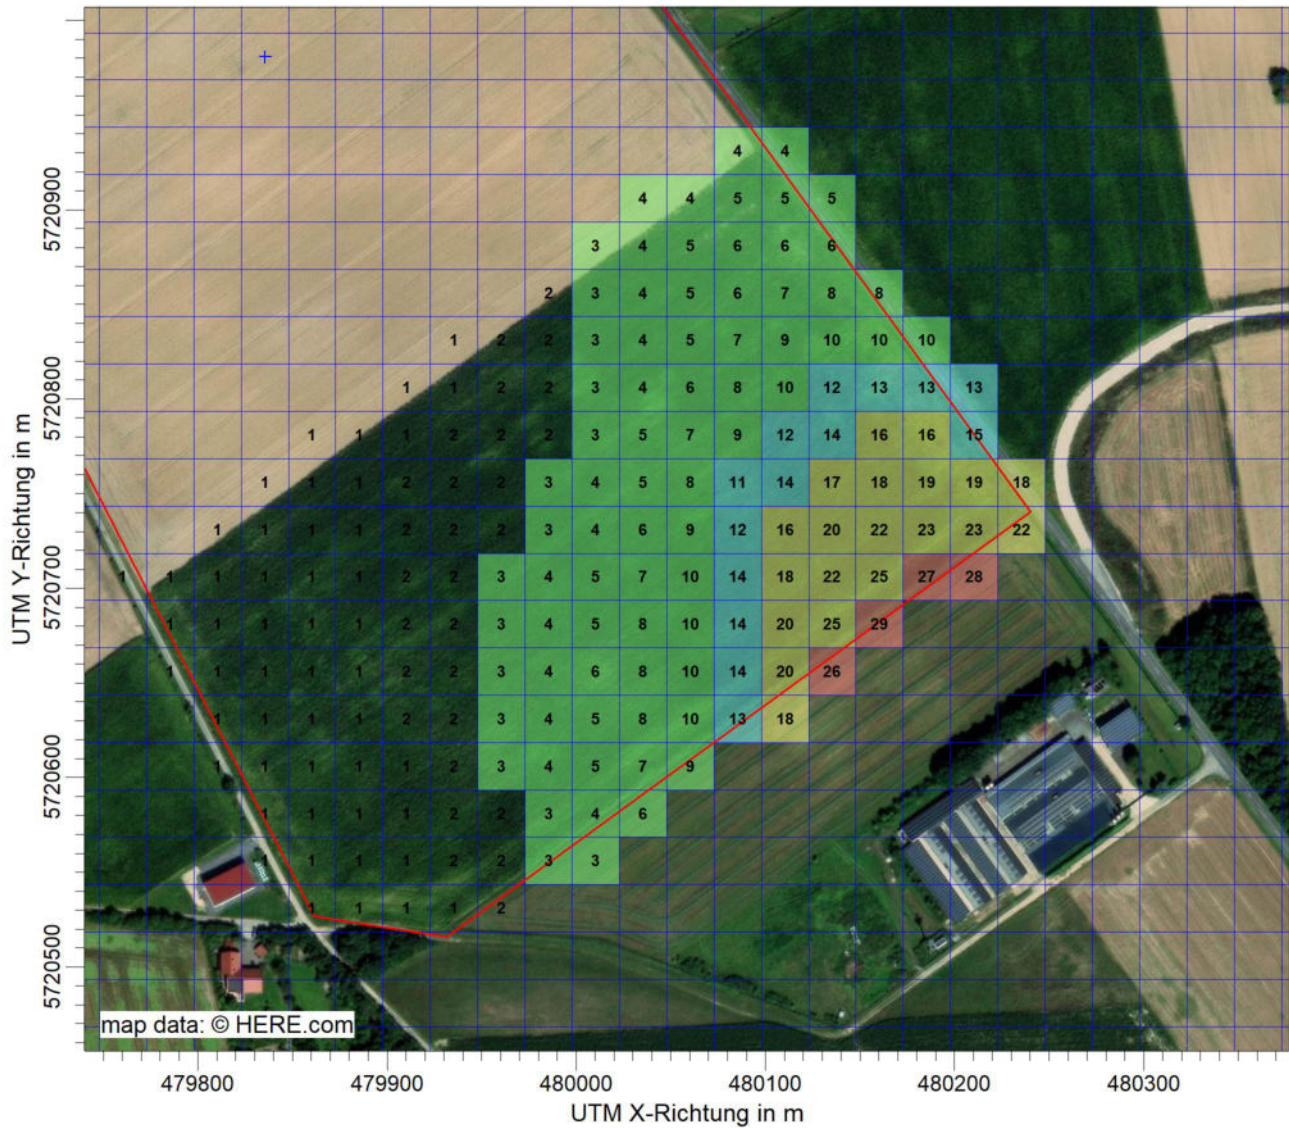 4 4
4 4 5 5 5
3 4 5 6 6 6
2 3 4 5 6 7 8 8
1 2 2 3 4 5 7 9 10 10 10
1 1 2 2 3 4 6 8 10 12 13 13 13
1 1 1 2 2 2 3 5 7 9 12 14 16 16 15
1 1 1 2 2 2 3 4 5 8 11 14 17 18 19 19 18
1 1 1 1 2 2 2 3 4 6 9 12 16 20 22 23 23 22
1 1 1 1 1 1 2 2 3 4 5 7 10 14 18 22 25 27 28
1 1 1 1 1 2 2 3 4 5 8 10 14 20 25 29
1 1 1 1 1 2 2 3 4 6 8 10 14 20 26
1 1 1 1 2 2 3 4 5 8 10 13 18
1 1 1 1 1 2 3 4 5 7 9
1 1 1 1 2 2 3 4 6
1 1 1 1 2 2 3 3
1 1 1 1 2
UTM Y-Richtung in m
5720900
5720800
5720700
5720600
5720500
map data: © HERE.com
479800 479900 480000 480100 480200 480300
UTM X-Richtung in m